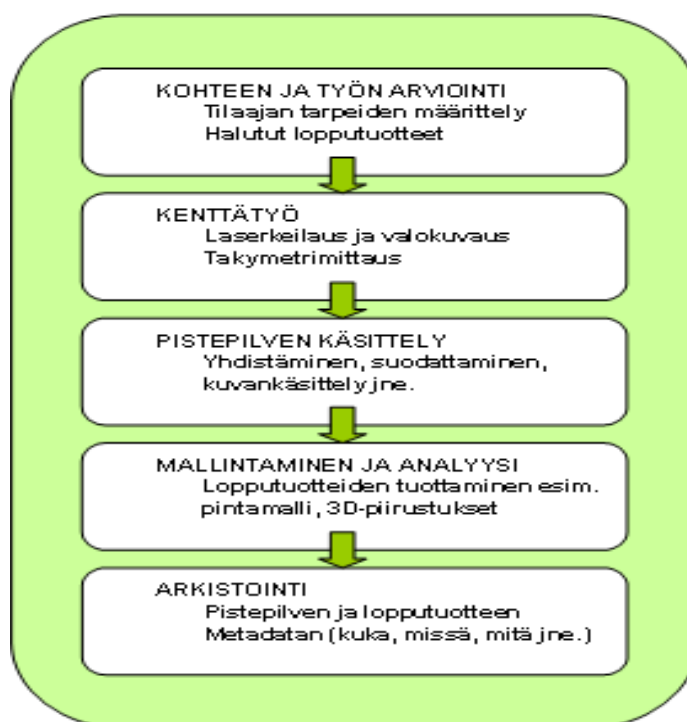 KOHTEEN JA TYÖN ARVIOINTI
Tilaajan tarpeiden määrittely
Halutut lopputuotteet
KENTTÄTYÖ
Laserkeilaus ja valokuvaus
Takymetrimittaus
PISTEPILVEN KÄSITTELY
Yhdistäminen, suodattaminen,
kuvankäsittely jne.
MALLINTAMINEN JA ANALYYSI
Lopputuotteiden tuottaminen esim.
pintamalli, 3D-piirustukset
ARKISTOINTI
Pistepilven ja lopputuotteen
Metadatan (kuka, missä, mitä jne.)